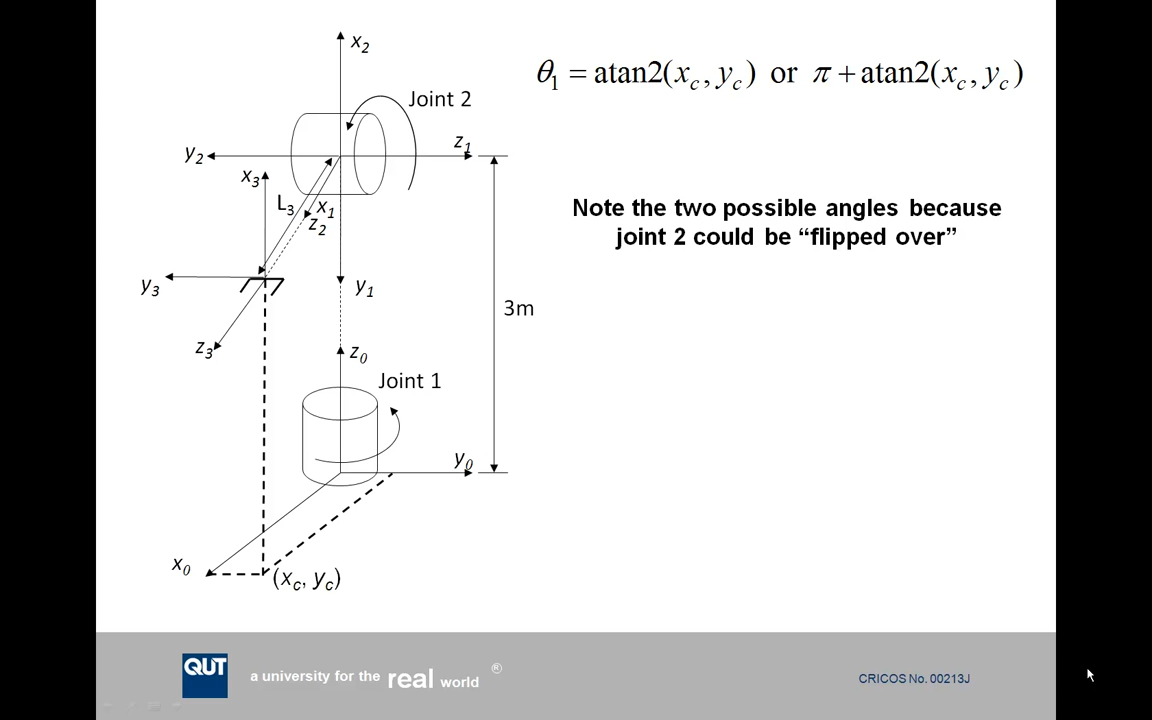 x2
θ1 = atan2(xc, yc) or π + atan2(xc, yc)
Joint 2
z1
y2
x3
L3
x1
z2
Note the two possible angles because
joint 2 could be “flipped over”
y3
y1
3m
z3
z0
Joint 1
y0
x0
(xc, yc)
QUT
a university for the real world ®
CRICOS No. 00213J